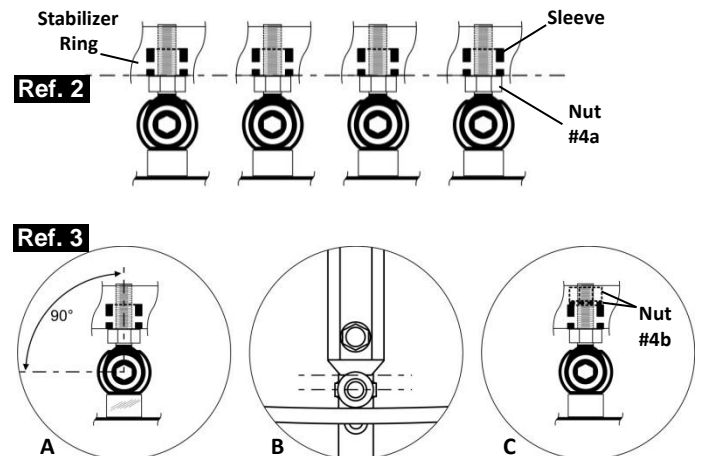 Stabilizer
Ring
Sleeve
Ref. 2
Nut
#4a
Ref. 3
90°
Nut
#4b
A
B
C